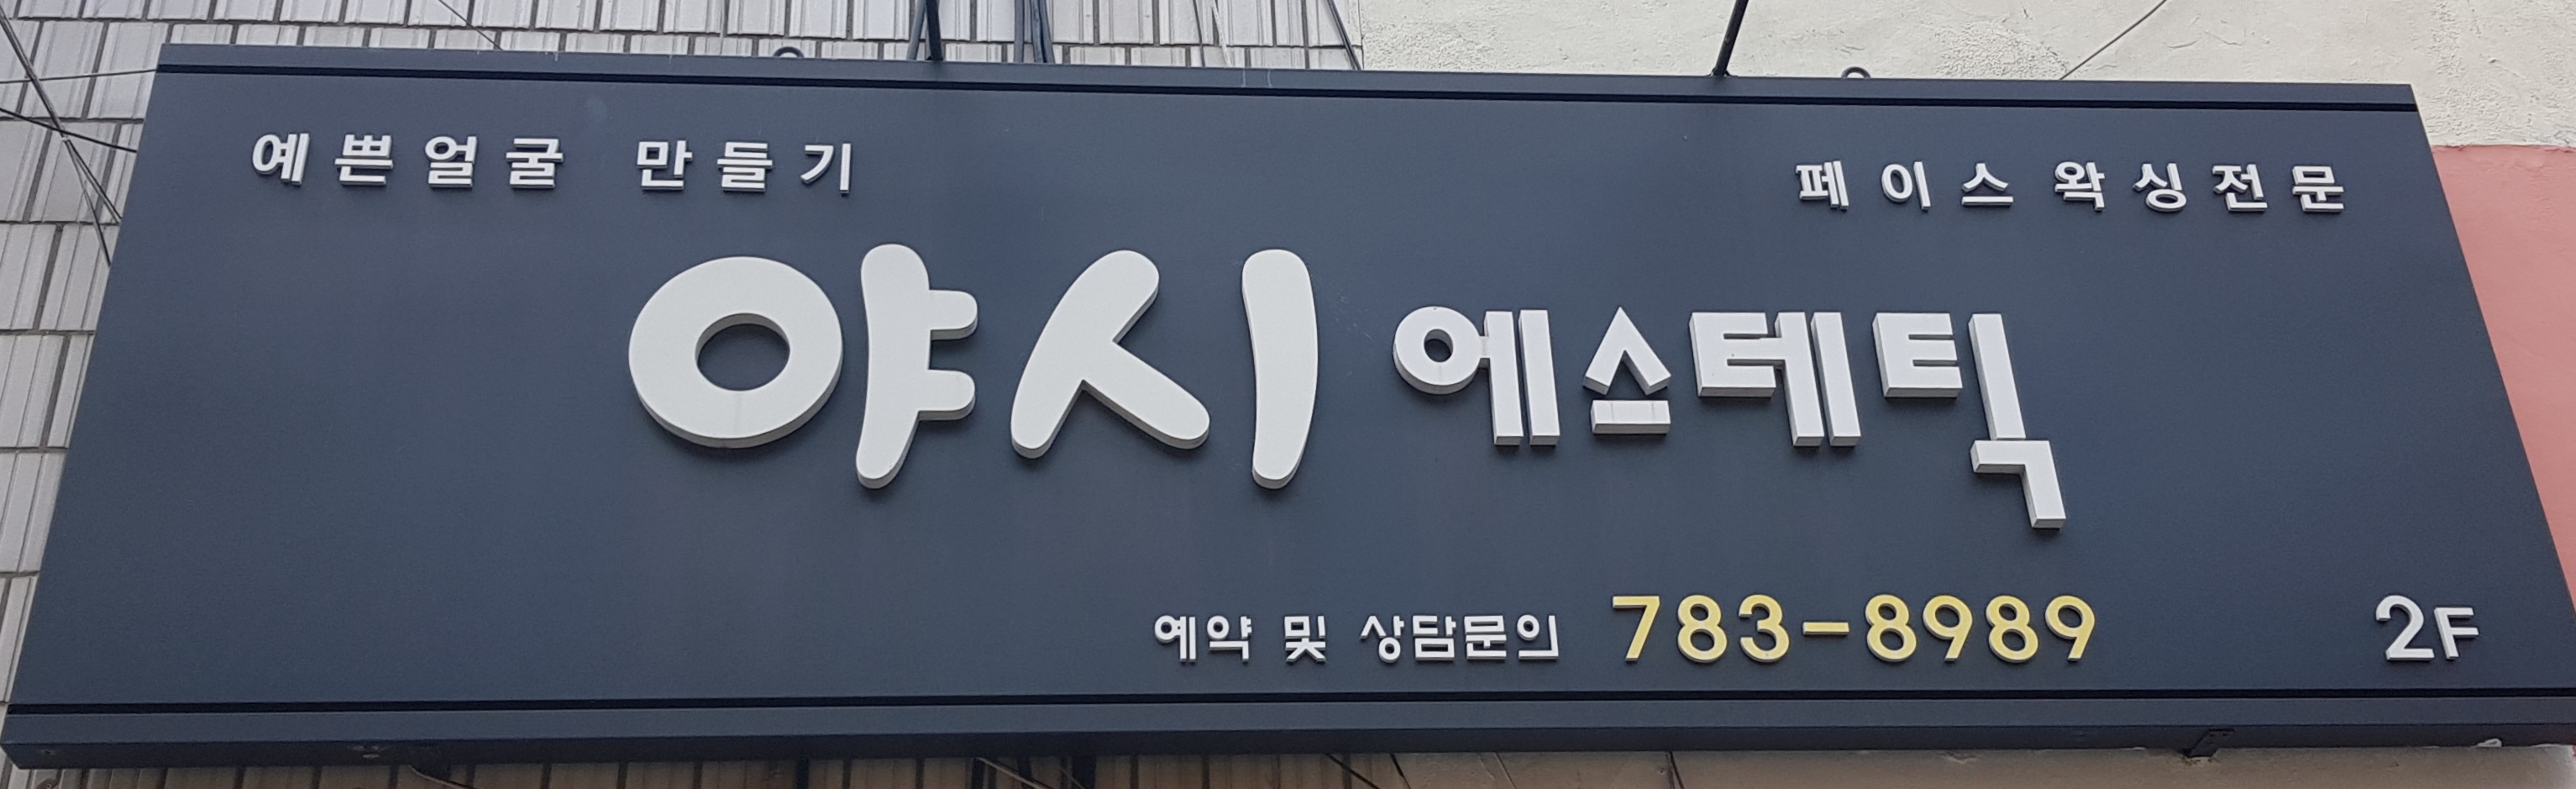 예쁜얼굴 만들기 페이스 왁싱전문
야시 에스테틱
예약 및 상담문의 783-8989 2F